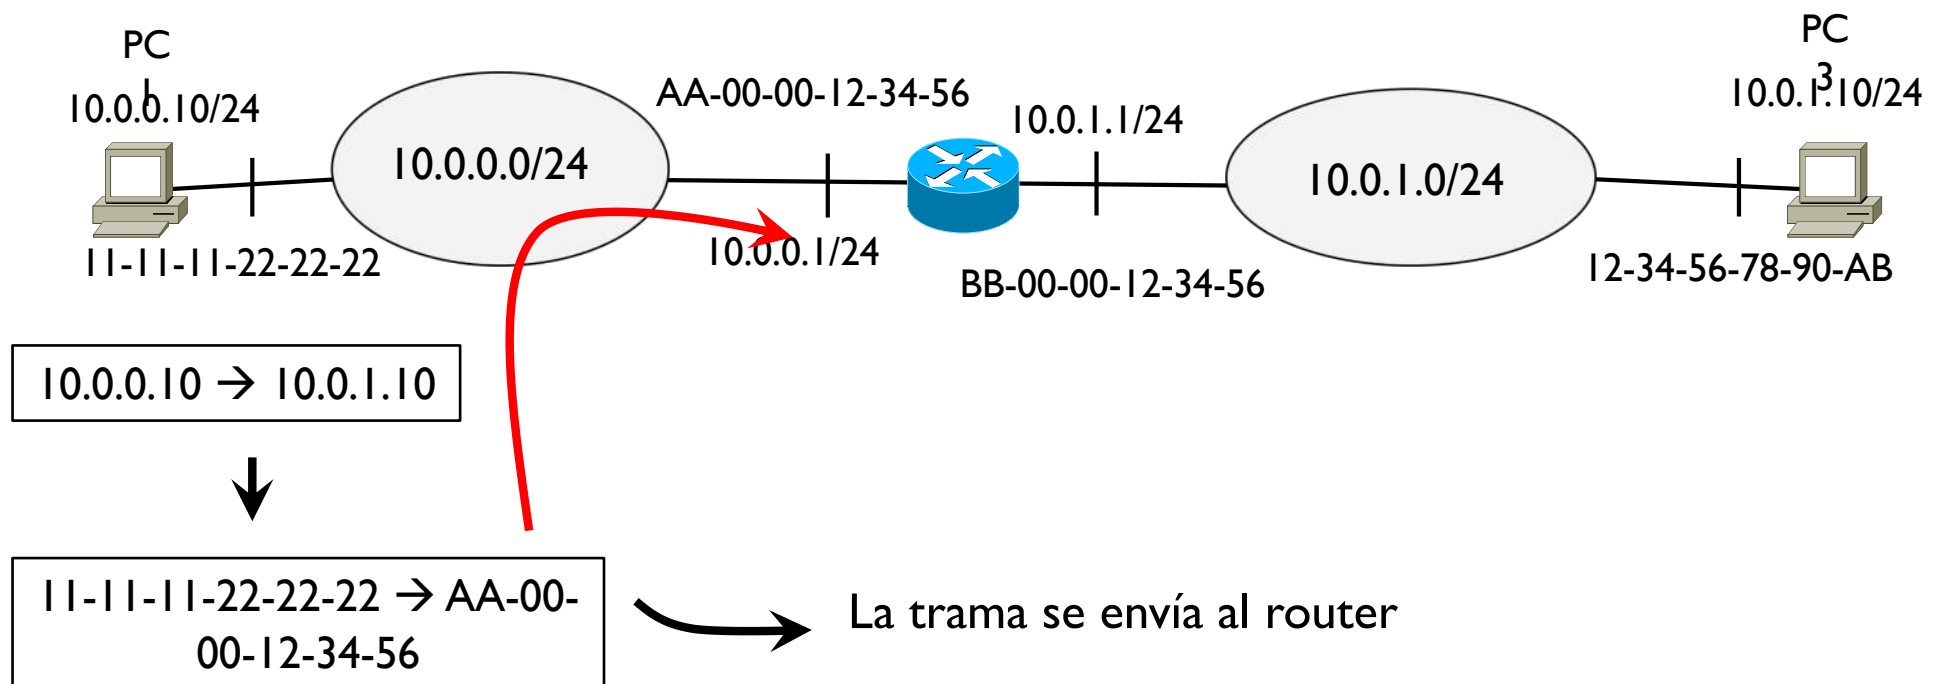 PC
1
10.0.0.10/24
11-11-11-22-22-22
10.0.0.0/24
AA-00-00-12-34-56
10.0.0.1/24
10.0.1.1/24
BB-00-00-12-34-56
10.0.1.0/24
PC
3
10.0.1.10/24
12-34-56-78-90-AB
10.0.0.10 → 10.0.1.10
11-11-11-22-22-22 → AA-00-
00-12-34-56
La trama se envía al router